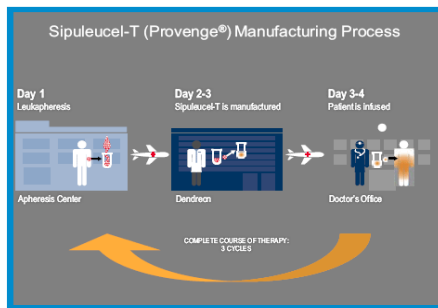 Sipuleucel-T (Provenge®) Manufacturing Process
Day 1
Leukapheresis
Day 2-3
Sipuleucel-T is manufactured
Day 3-4
Patient is infused
Apheresis Center
Dendreon
Doctor's Office
COMPLETE COURSE OF THERAPY:
3 CYCLES